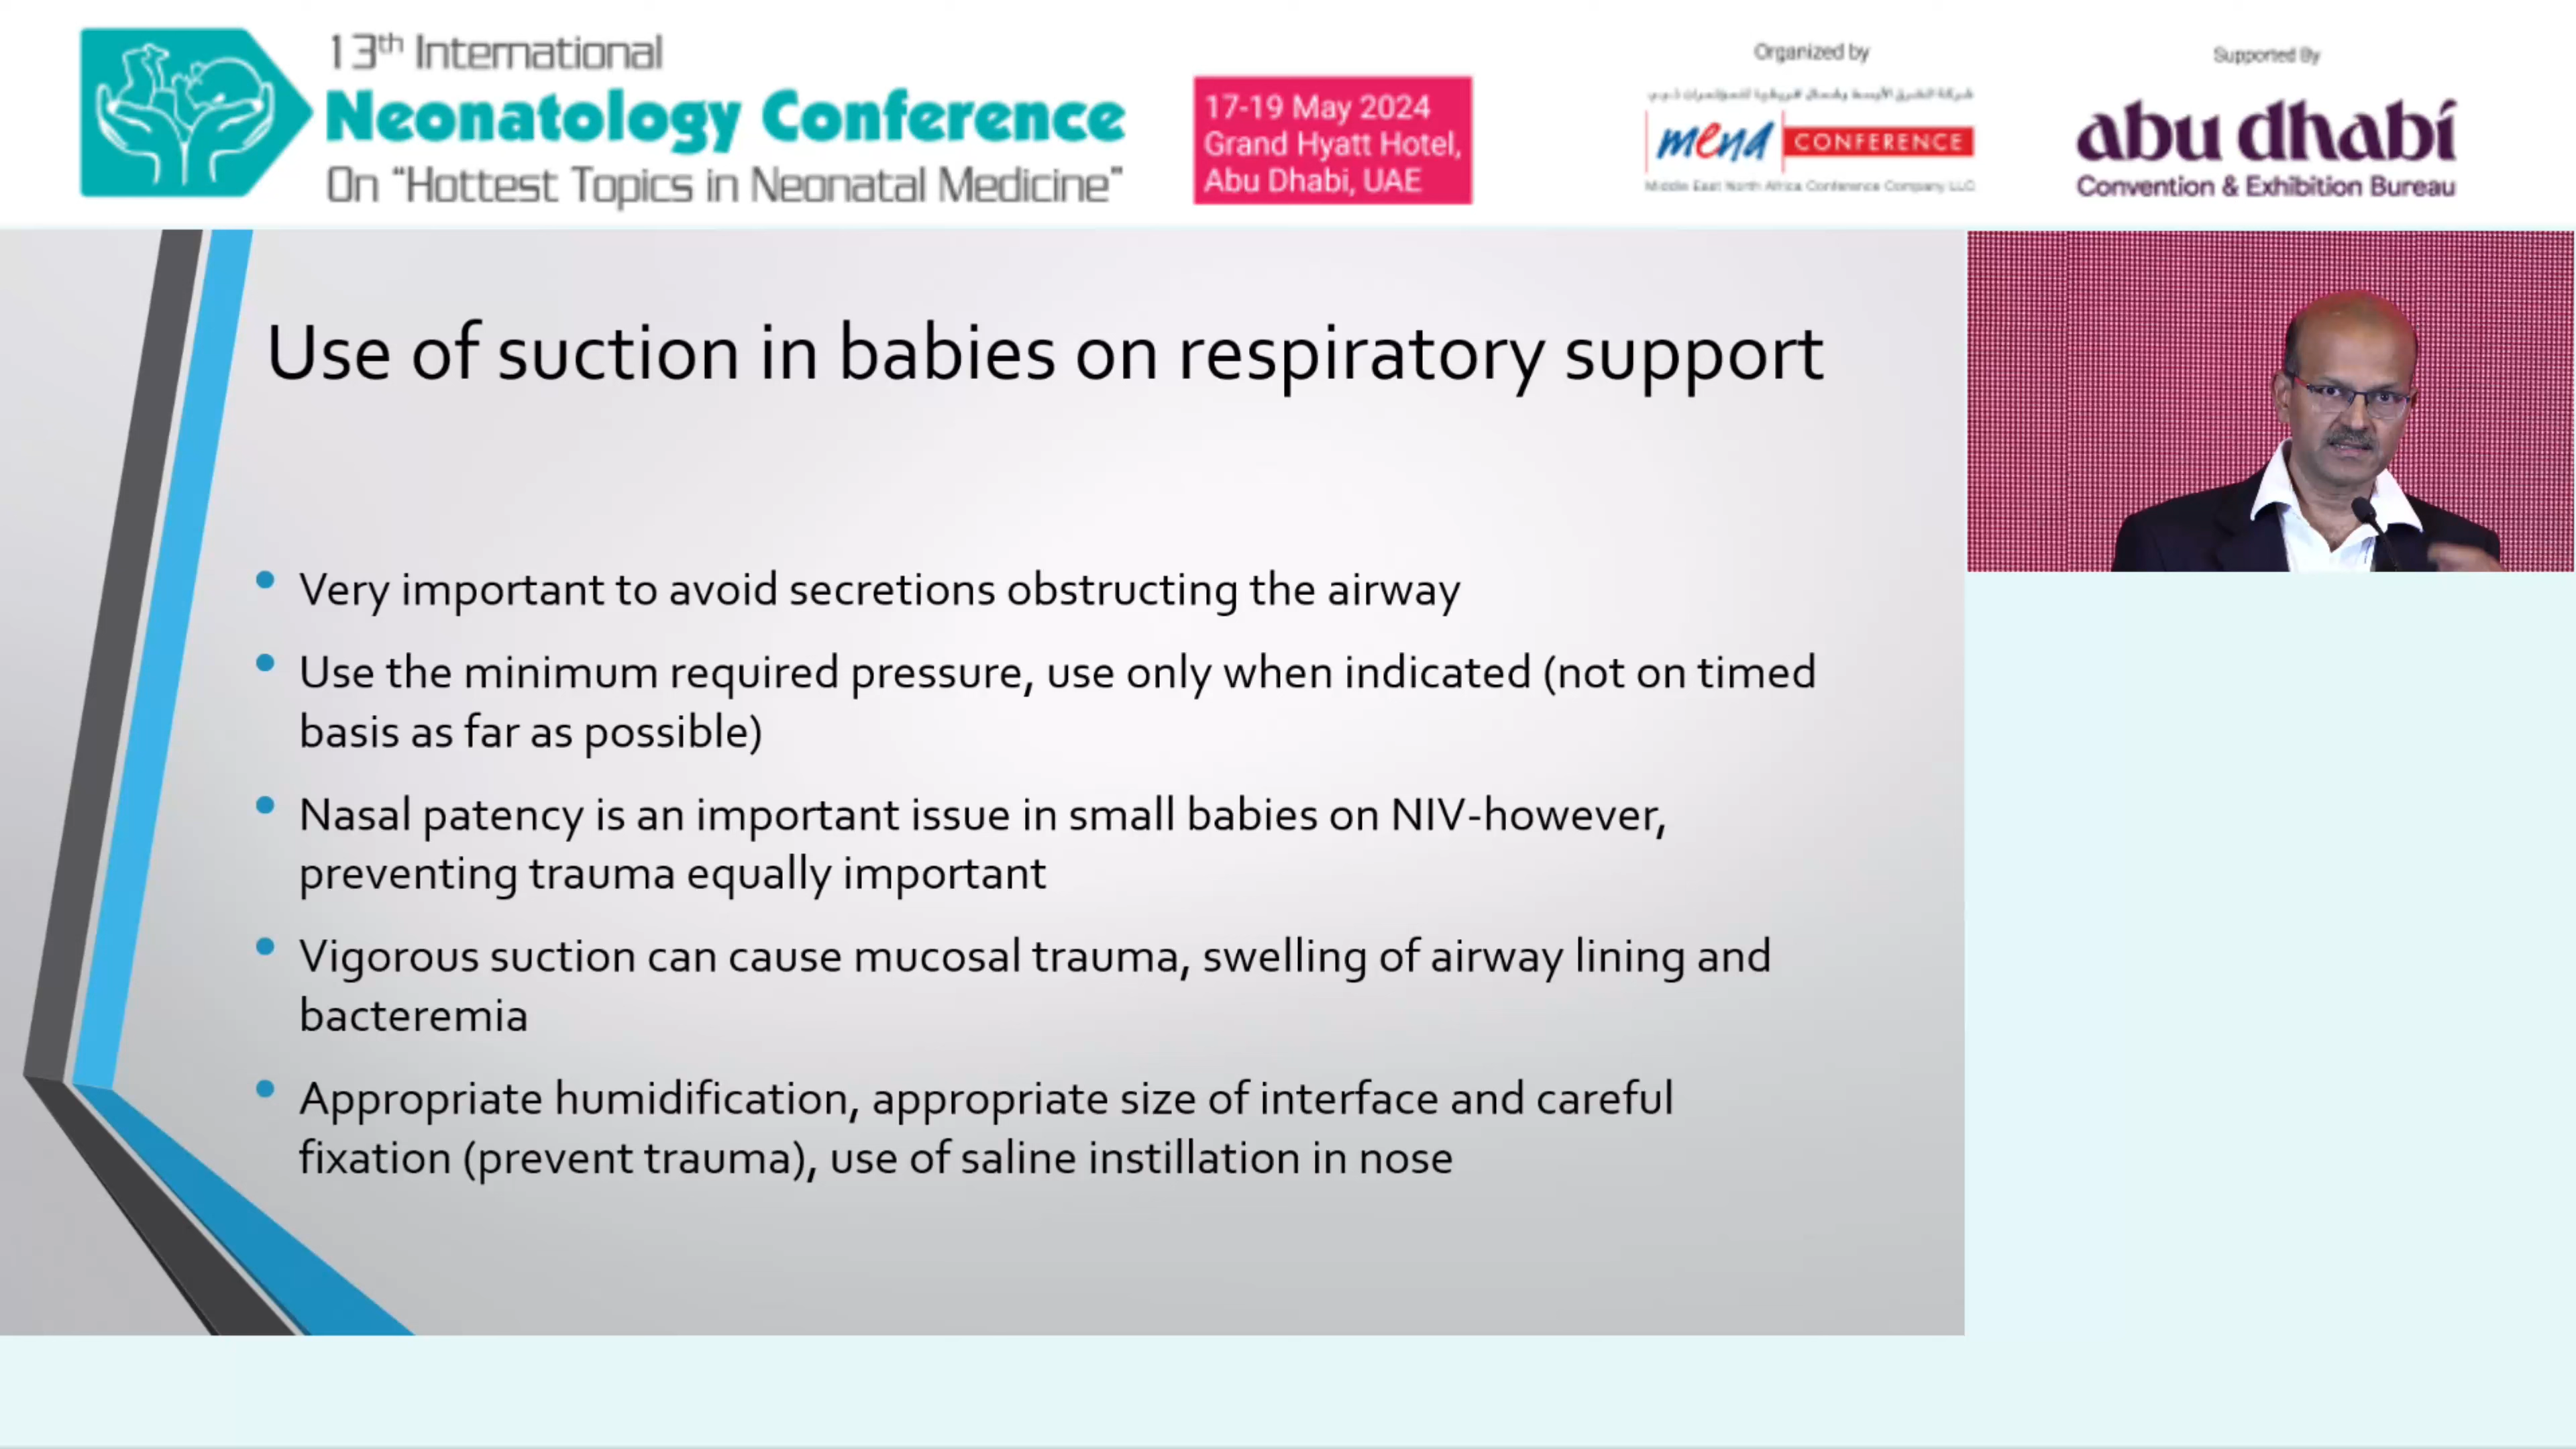 13th International
Neonatology Conference
On “Hottest Topics in Neonatal Medicine”
17-19 May 2024
Grand Hyatt Hotel,
Abu Dhabi, UAE
Organized by
mena CONFERENCE
Middle East North Africa Conference Company LLC
Supported By
abu dhabi
Convention & Exhibition Bureau
Use of suction in babies on respiratory support
• Very important to avoid secretions obstructing the airway
• Use the minimum required pressure, use only when indicated (not on timed
basis as far as possible)
• Nasal patency is an important issue in small babies on NIV-however,
preventing trauma equally important
• Vigorous suction can cause mucosal trauma, swelling of airway lining and
bacteremia
• Appropriate humidification, appropriate size of interface and careful
fixation (prevent trauma), use of saline instillation in nose